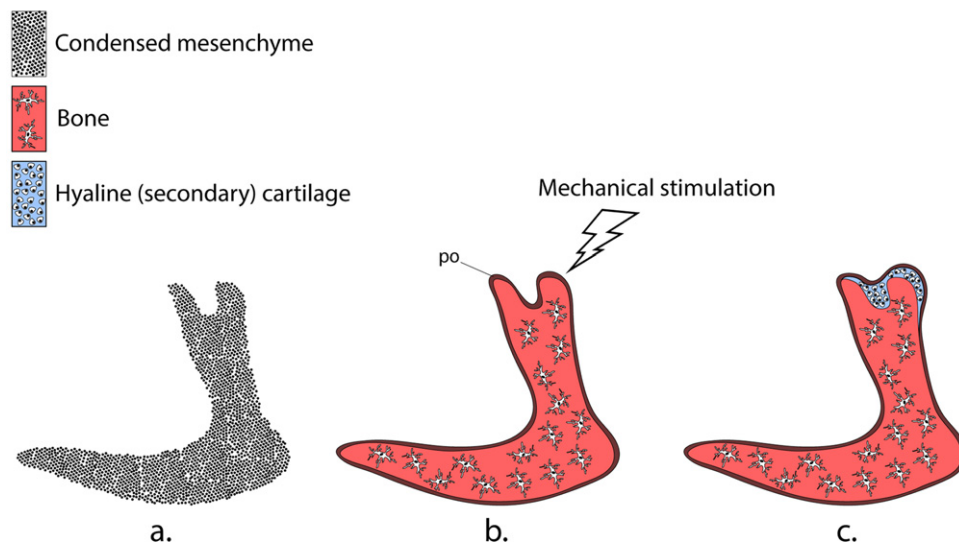 Condensed mesenchyme
Bone
Hyaline (secondary) cartilage
Mechanical stimulation
po
a.
b.
c.